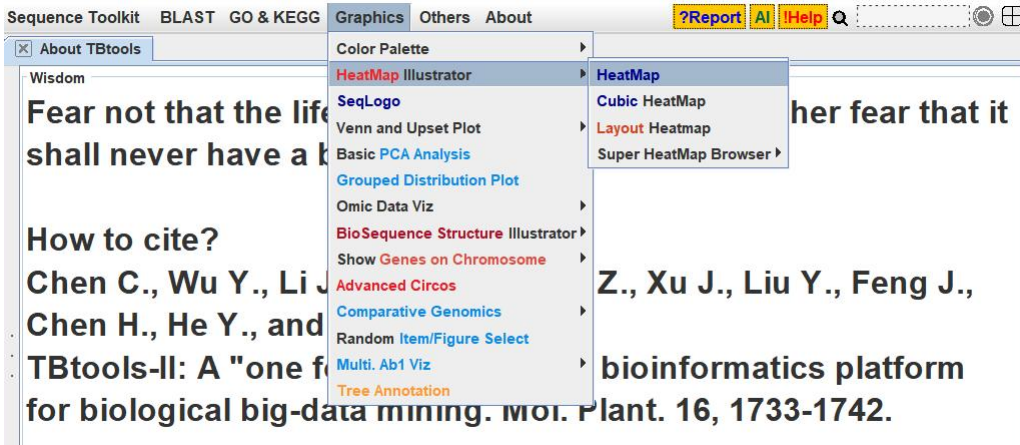 Sequence Toolkit BLAST GO & KEGG Graphics Others About ?Report AI !Help
About TBtools
Wisdom
Color Palette
HeatMap Illustrator
SeqLogo
Venn and Upset Plot
Basic PCA Analysis
Grouped Distribution Plot
Omic Data Viz
BioSequence Structure Illustrator
Show Genes on Chromosome
Advanced Circos
Comparative Genomics
Random Item/Figure Select
Multi. Ab1 Viz
Tree Annotation
HeatMap
Cubic HeatMap
Layout Heatmap
Super HeatMap Browser
Fear not that the life her fear that it
shall never have a b
How to cite?
Chen C., Wu Y., Li J Z., Xu J., Liu Y., Feng J.,
Chen H., He Y., and
TBtools-II: A "one fo bioinformatics platform
for biological big-data mining. Mol. Plant. 16, 1733-1742.